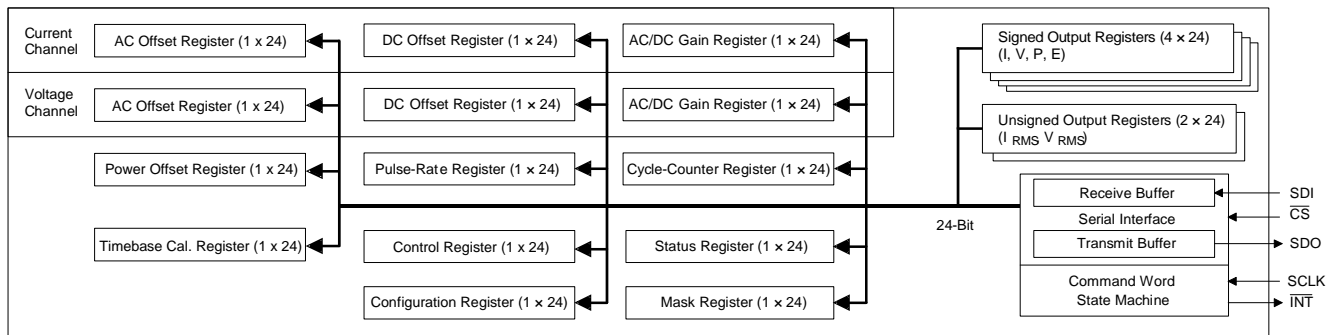 Current
Channel
AC Offset Register (1 x 24)
DC Offset Register (1 × 24)
AC/DC Gain Register (1 × 24)
Signed Output Registers (4 × 24)
(I, V, P, E)
Voltage
Channel
AC Offset Register (1 x 24)
DC Offset Register (1 × 24)
AC/DC Gain Register (1 × 24)
Unsigned Output Registers (2 × 24)
(I RMS, V RMS)
Power Offset Register (1 × 24)
Pulse-Rate Register (1 × 24)
Cycle-Counter Register (1 × 24)
Receive Buffer
SDI
Serial Interface
CS
24-Bit
Timebase Cal. Register (1 x 24)
Control Register (1 × 24)
Status Register (1 × 24)
Transmit Buffer
SDO
Command Word
State Machine
SCLK
INT
Configuration Register (1 × 24)
Mask Register (1 × 24)